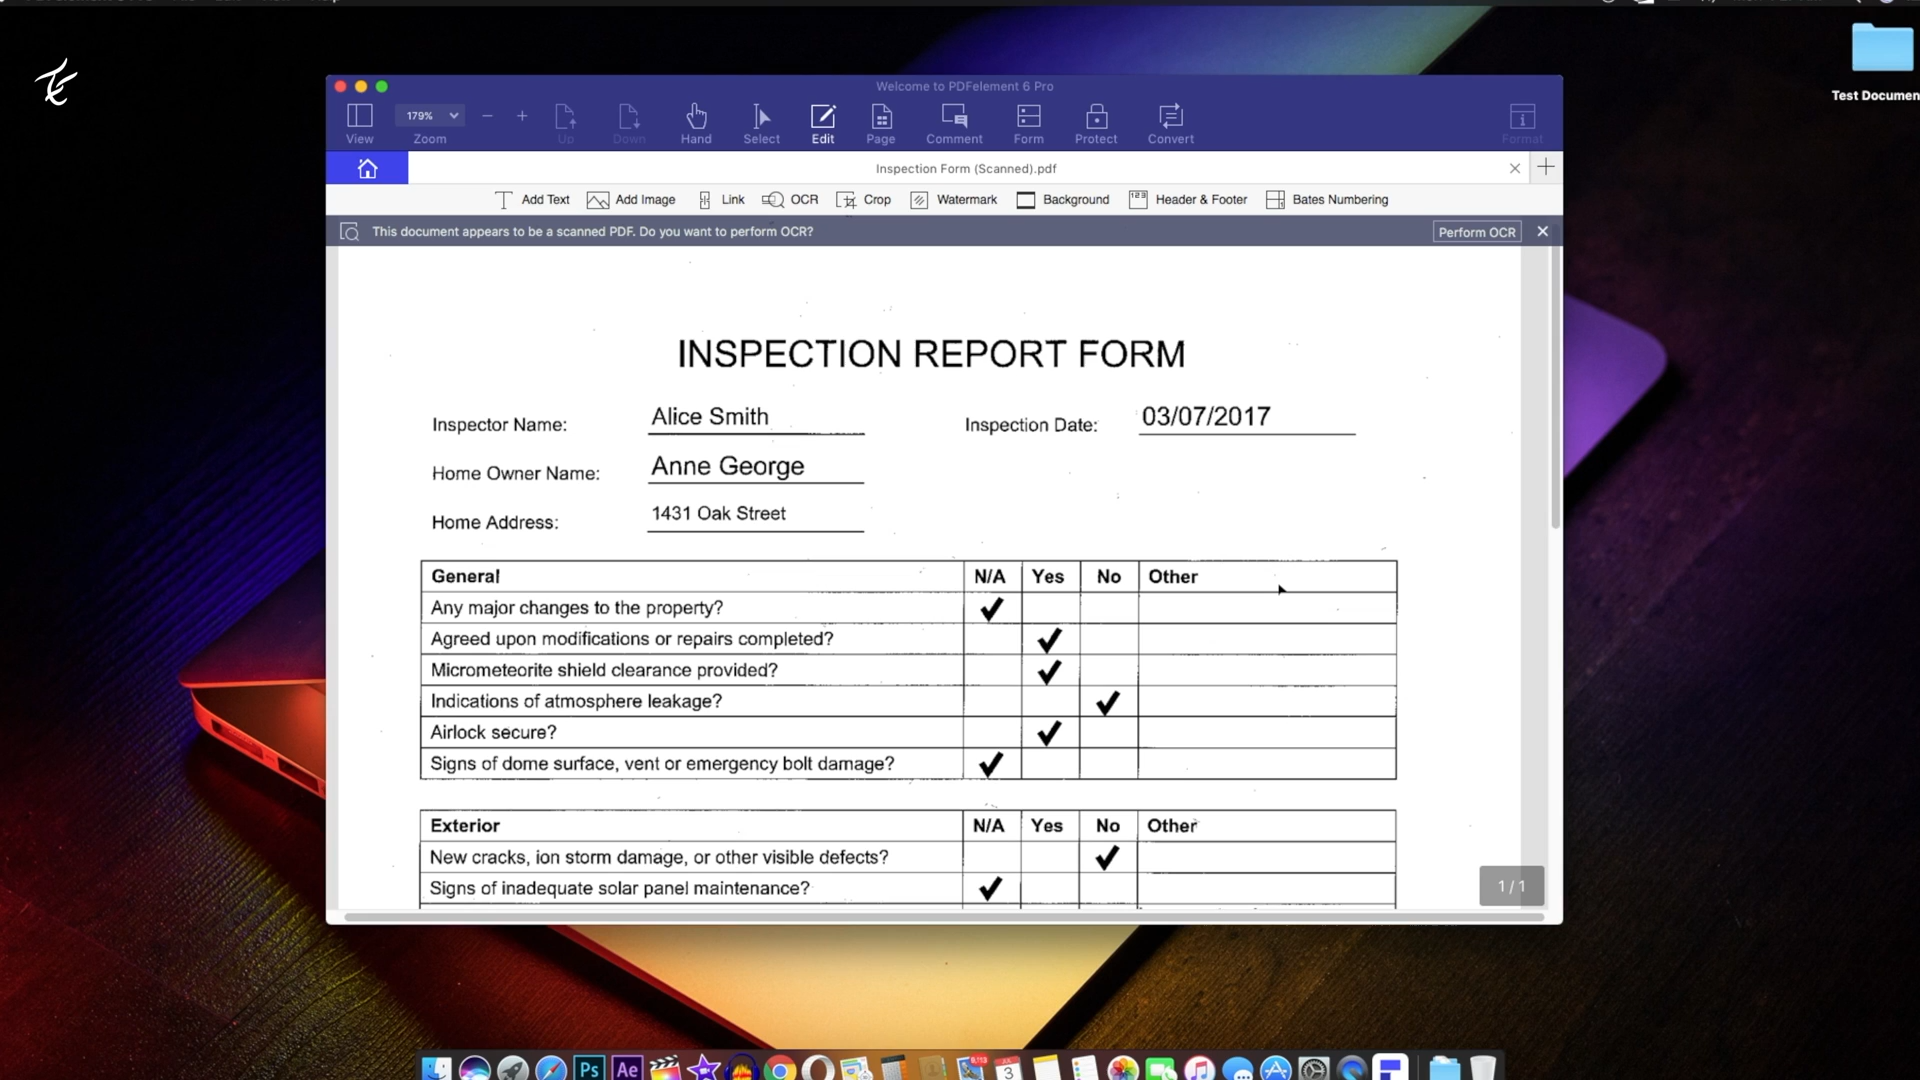 Test Documen
Welcome to PDFelement 6 Pro
179%
View Zoom Up Down Hand Select Edit Page Comment Form Protect Convert Format
Inspection Form (Scanned).pdf
Add Text Add Image Link OCR Crop Watermark Background Header & Footer Bates Numbering
This document appears to be a scanned PDF. Do you want to perform OCR? Perform OCR
INSPECTION REPORT FORM
Inspector Name: Alice Smith Inspection Date: 03/07/2017
Home Owner Name: Anne George
Home Address: 1431 Oak Street
General N/A Yes No Other
Any major changes to the property?
Agreed upon modifications or repairs completed?
Micrometeorite shield clearance provided?
Indications of atmosphere leakage?
Airlock secure?
Signs of dome surface, vent or emergency bolt damage?
Exterior N/A Yes No Other
New cracks, ion storm damage, or other visible defects?
Signs of inadequate solar panel maintenance?
1 / 1
Ps Ae 3